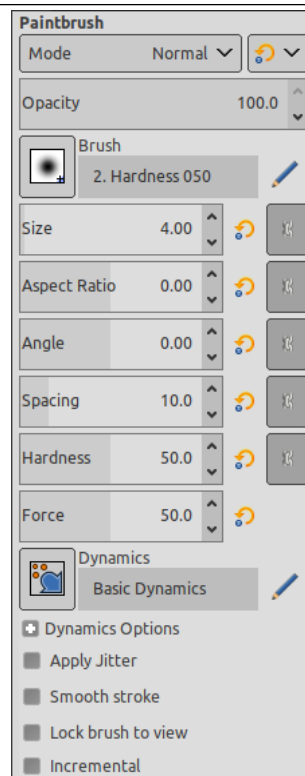 Paintbrush
Mode Normal
Opacity 100.0
Brush
2. Hardness 050
Size 4.00
Aspect Ratio 0.00
Angle 0.00
Spacing 10.0
Hardness 50.0
Force 50.0
Dynamics
Basic Dynamics
Dynamics Options
Apply Jitter
Smooth stroke
Lock brush to view
Incremental